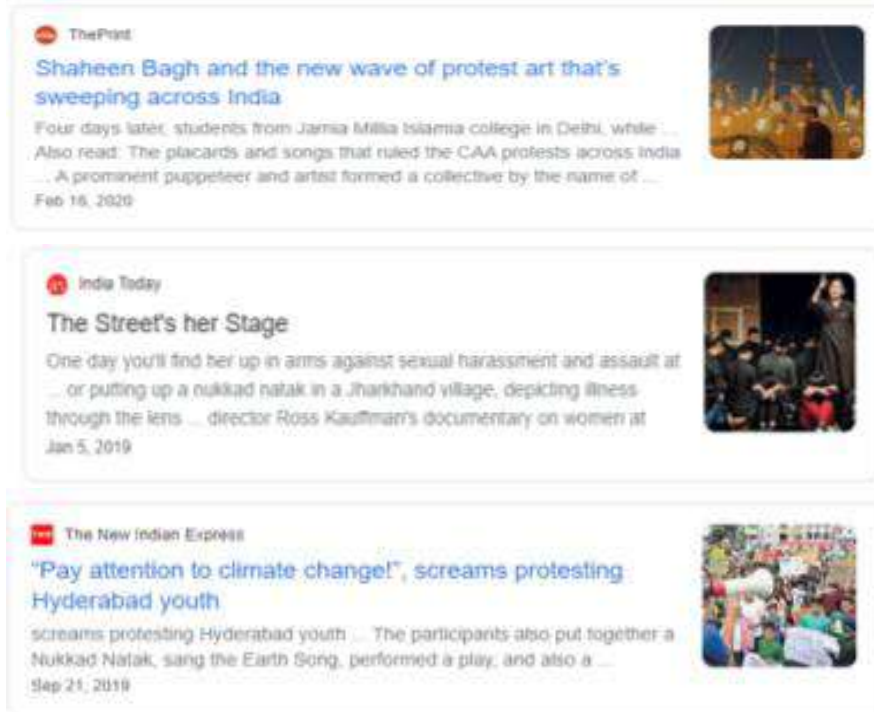 ThePrint
Shaheen Bagh and the new wave of protest art that's
sweeping across India
Four days later, students from Jamia Millia Islamia college in Delhi, while ...
Also read: The placards and songs that ruled the CAA protests across India
... A prominent puppeteer and artist formed a collective by the name of ...
Feb 16, 2020
India Today
The Street's her Stage
One day you'll find her up in arms against sexual harassment and assault at
... or putting up a nukkad natak in a Jharkhand village, depicting illness
through the lens ... director Ross Kauffman's documentary on women at
Jan 5, 2019
The New Indian Express
"Pay attention to climate change!", screams protesting
Hyderabad youth
screams protesting Hyderabad youth ... The participants also put together a
Nukkad Natak, sang the Earth Song, performed a play, and also a ...
Sep 21, 2019